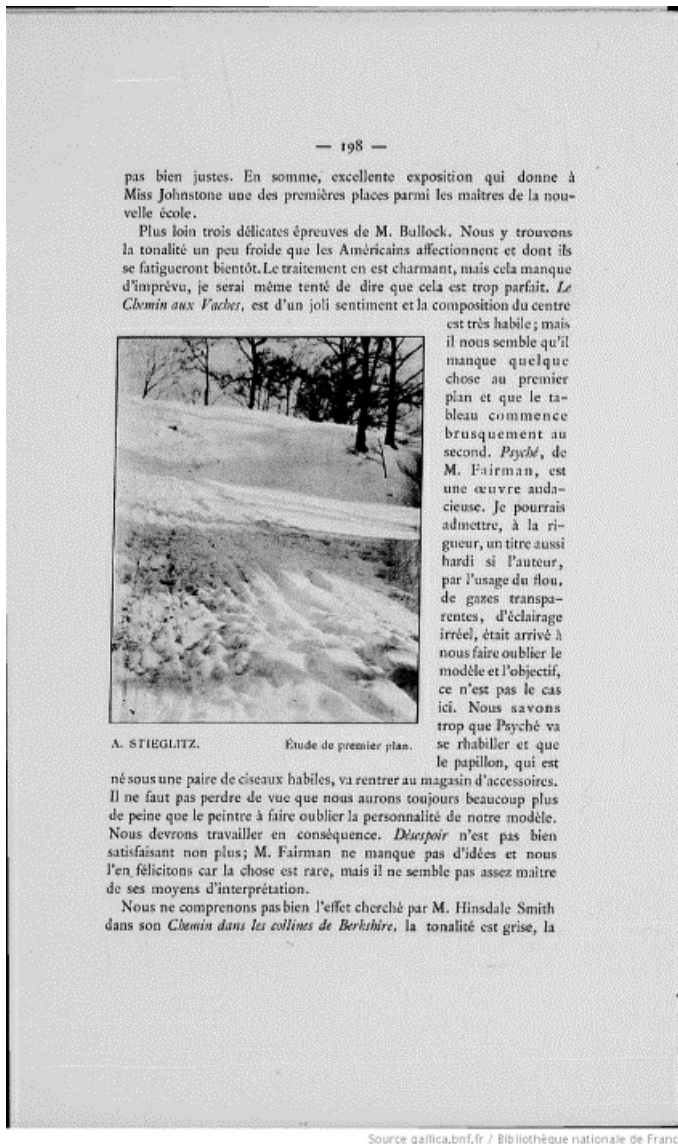 — 198 —
pas bien justes. En somme, excellente exposition qui donne à
Miss Johnstone une des premières places parmi les maîtres de la nou-
velle école.
Plus loin trois délicates épreuves de M. Bullock. Nous y trouvons
la tonalité un peu froide que les Américains affectionnent et dont ils
se fatigueront bientôt. Le traitement en est charmant, mais cela manque
d'imprévu, je serai même tenté de dire que cela est trop parfait. Le
Chemin aux Vaches, est d'un joli sentiment et la composition du centre
est très habile ; mais
il nous semble qu'il
manque quelque
chose au premier
plan et que le ta-
bleau commence
brusquement au
second. Psyché, de
M. Fairman, est
une œuvre auda-
cieuse. Je pourrais
admettre, à la ri-
gueur, un titre aussi
hardi si l'auteur,
par l'usage du flou,
de gazes transpa-
rentes, d'éclairage
irréel, était arrivé à
nous faire oublier le
modèle et l'objectif,
ce n'est pas le cas
ici. Nous savons
trop que Psyché va
se rhabiller et que
le papillon, qui est
A. STIEGLITZ. Étude de premier plan.
né sous une paire de ciseaux habiles, va rentrer au magasin d'accessoires.
Il ne faut pas perdre de vue que nous aurons toujours beaucoup plus
de peine que le peintre à faire oublier la personnalité de notre modèle.
Nous devrons travailler en conséquence. Désespoir n'est pas bien
satisfaisant non plus ; M. Fairman ne manque pas d'idées et nous
l'en félicitons car la chose est rare, mais il ne semble pas assez maître
de ses moyens d'interprétation.
Nous ne comprenons pas bien l'effet cherché par M. Hinsdale Smith
dans son Chemin dans les collines de Berkshire, la tonalité est grise, la
Source gallica.bnf.fr / Bibliothèque nationale de Franc